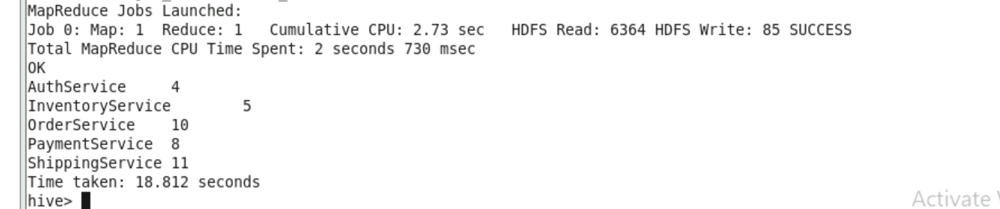 MapReduce Jobs Launched:
Job 0: Map: 1  Reduce: 1   Cumulative CPU: 2.73 sec   HDFS Read: 6364 HDFS Write: 85 SUCCESS
Total MapReduce CPU Time Spent: 2 seconds 730 msec
OK
AuthService	4
InventoryService	5
OrderService	10
PaymentService	8
ShippingService	11
Time taken: 18.812 seconds
hive>
Activate